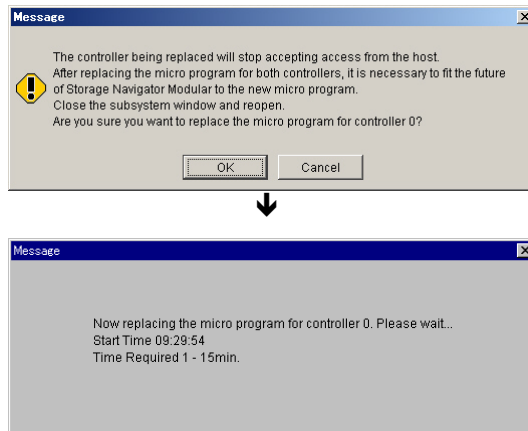 Message
The controller being replaced will stop accepting access from the host.
After replacing the micro program for both controllers, it is necessary to fit the future
of Storage Navigator Modular to the new micro program.
Close the subsystem window and reopen.
Are you sure you want to replace the micro program for controller 0?
OK
Cancel
Message
Now replacing the micro program for controller 0. Please wait...
Start Time 09:29:54
Time Required 1 - 15min.